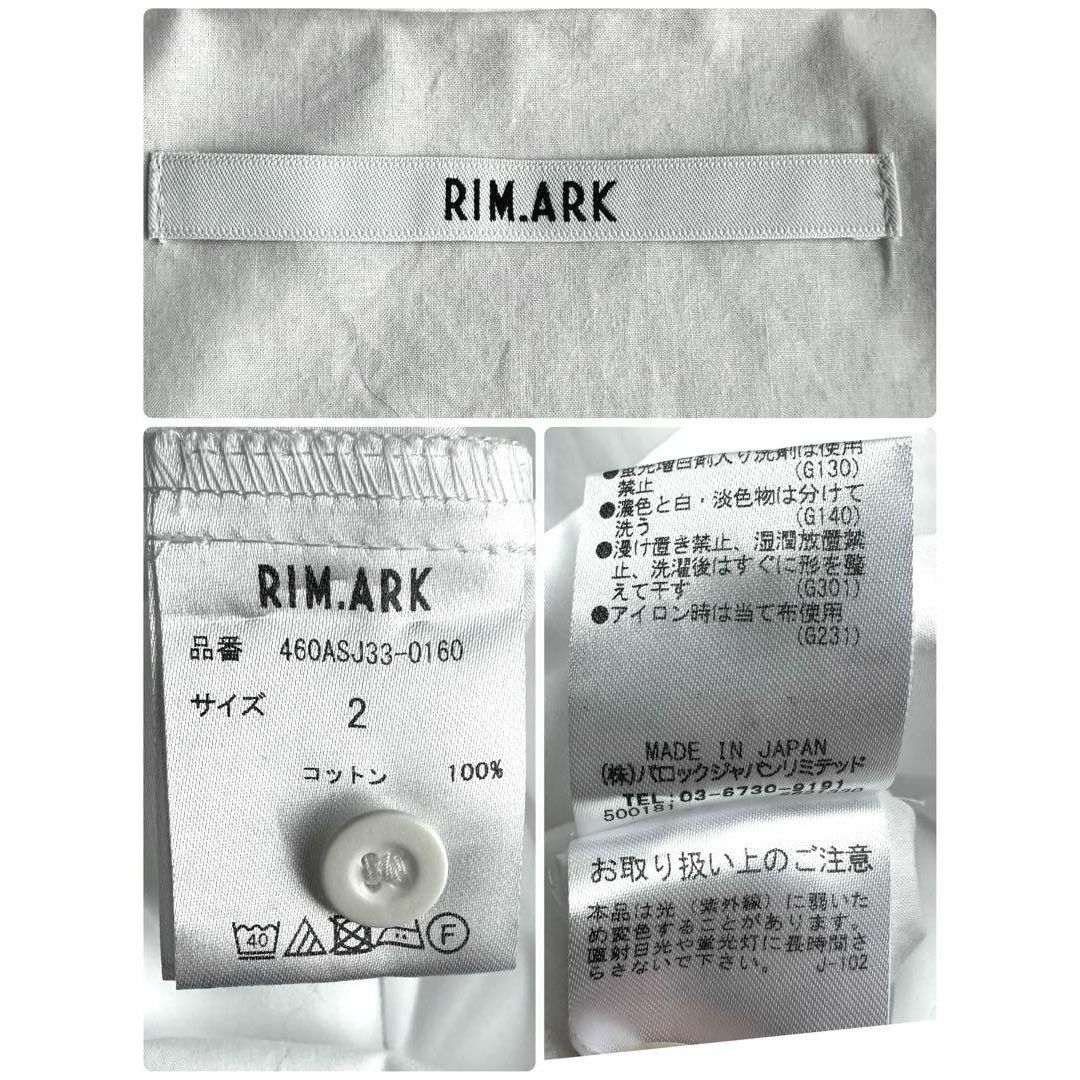 RIM.ARK
RIM.ARK
品番 460ASJ33-0160
サイズ 2
コットン 100%
40
F
●蛍光増白剤入り洗剤は使用
禁止 (G130)
●濃色と白・淡色物は分けて
洗う (G140)
●浸け置き禁止、湿潤放置禁
止、洗濯後はすぐに形を整
えて干す (G301)
●アイロン時は当て布使用
(G231)
MADE IN JAPAN
(株)バロックジャパンリミテッド
TEL:03-6730-9191
500181
お取り扱い上のご注意
本品は光(紫外線)に弱いた
め変色することがあります。
直射日光や蛍光灯に長時間さ
らさないで下さい。 J-102